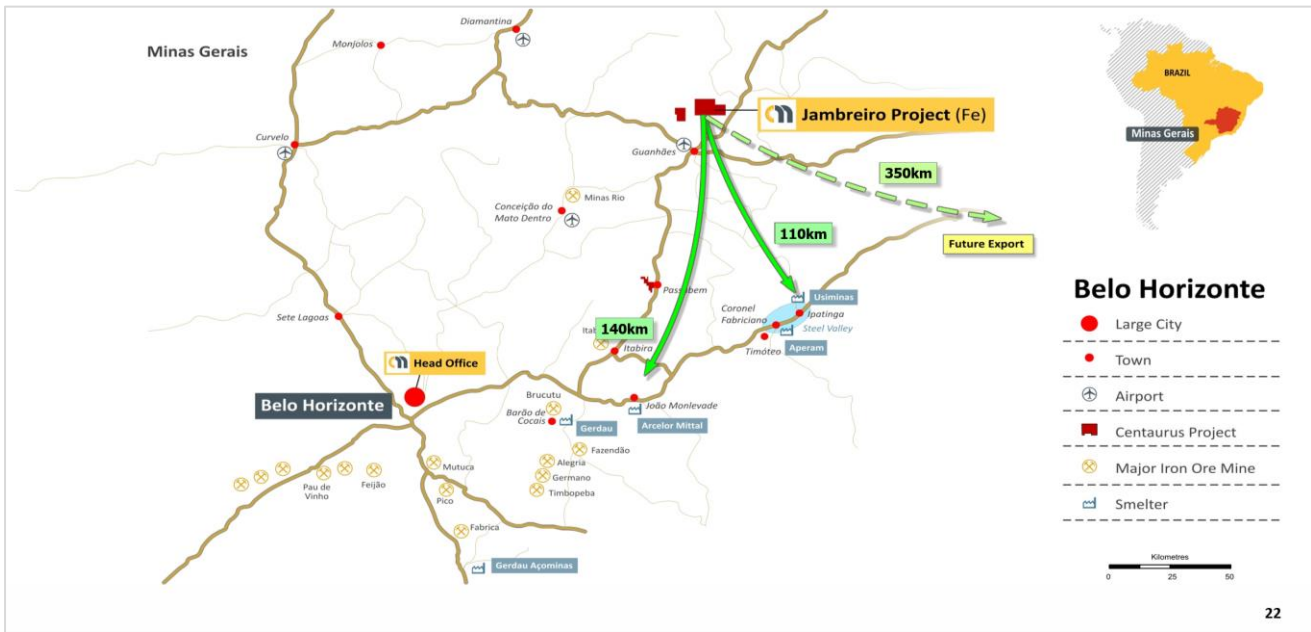 Minas Gerais
Diamantina
Monjolos
BRAZIL
Minas Gerais
Jambreiro Project (Fe)
Curvelo
Guanhães
350km
Minas Rio
Conceição do
Mato Dentro
110km
Future Export
Passabem
Usiminas
Coronel
Fabriciano
Ipatinga
Steel Valley
Sete Lagoas
140km
Itab
Itabira
Timóteo
Aperam
Head Office
Belo Horizonte
Brucutu
Barão de
Cocais
João Monlevade
Gerdau
Arcelor Mittal
Fazendão
Mutuca
Alegria
Pau de
Vinho
Feijão
Germano
Pico
Timbopeba
Fabrica
Gerdau Açominas
Belo Horizonte
Large City
Town
Airport
Centaurus Project
Major Iron Ore Mine
Smelter
Kilometres
0 25 50
22